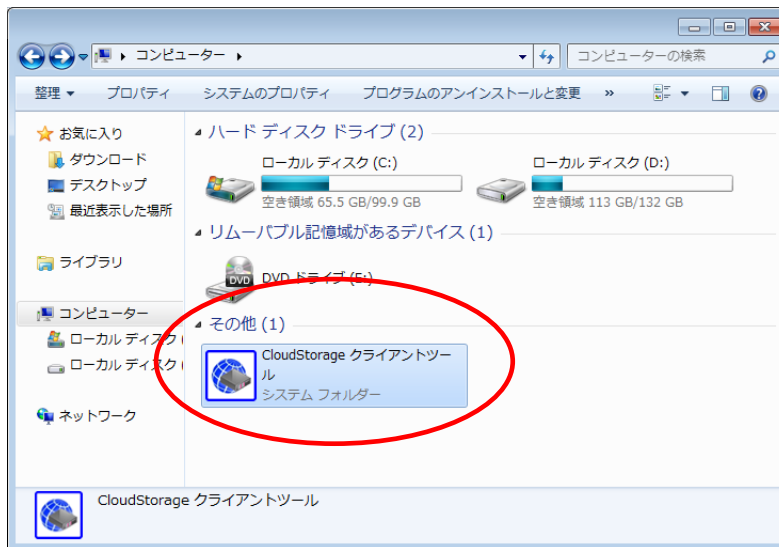 コンピューター
コンピューターの検索
整理 プロパティ システムのプロパティ プログラムのアンインストールと変更 »
お気に入り
ダウンロード
デスクトップ
最近表示した場所
ライブラリ
コンピューター
ローカル ディスク (
ローカル ディスク (
ネットワーク
ハード ディスク ドライブ (2)
ローカル ディスク (C:)
空き領域 65.5 GB/99.9 GB
ローカル ディスク (D:)
空き領域 113 GB/132 GB
リムーバブル記憶域があるデバイス (1)
DVD
DVD ドライブ (E:)
その他 (1)
CloudStorage クライアントツー
ル
システム フォルダー
CloudStorage クライアントツール